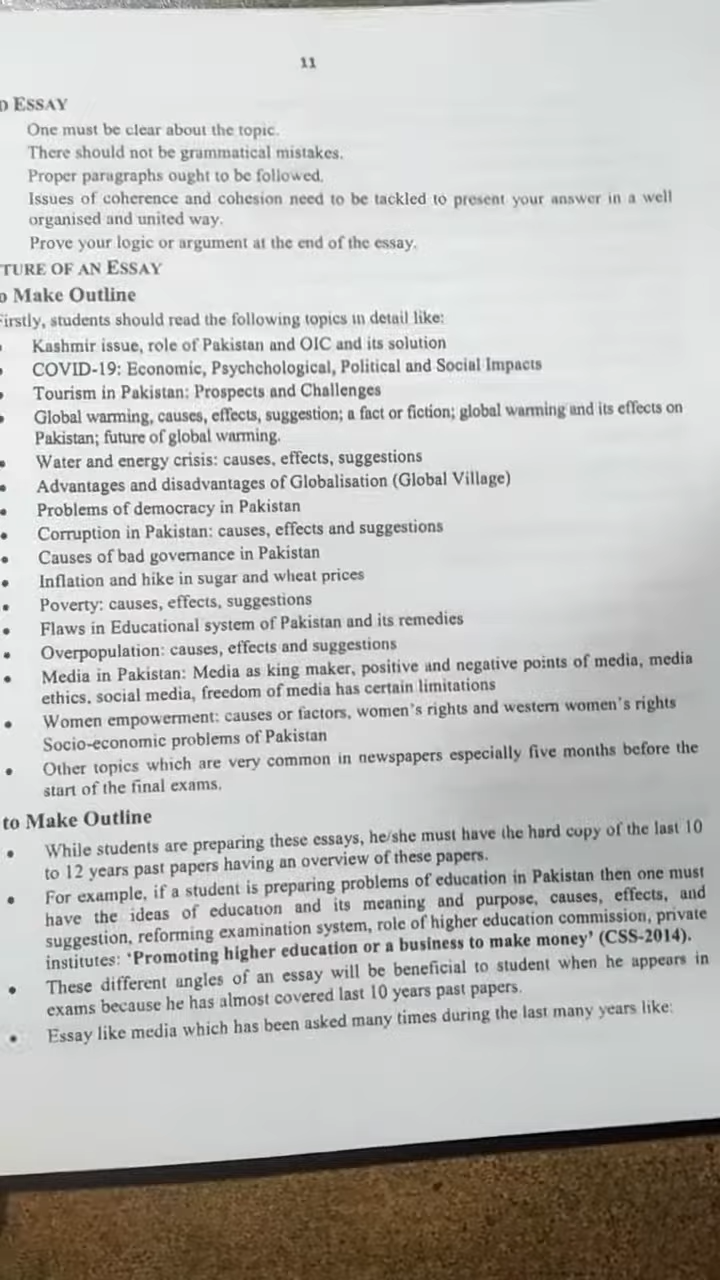 11
D ESSAY
One must be clear about the topic.
There should not be grammatical mistakes.
Proper paragraphs ought to be followed.
Issues of coherence and cohesion need to be tackled to present your answer in a well
organised and united way.
Prove your logic or argument at the end of the essay.
TURE OF AN ESSAY
o Make Outline
Firstly, students should read the following topics in detail like:
Kashmir issue, role of Pakistan and OIC and its solution
• COVID-19: Economic, Psychchological, Political and Social Impacts
• Tourism in Pakistan: Prospects and Challenges
• Global warming, causes, effects, suggestion; a fact or fiction; global warming and its effects on
Pakistan; future of global warming.
• Water and energy crisis: causes, effects, suggestions
• Advantages and disadvantages of Globalisation (Global Village)
• Problems of democracy in Pakistan
• Corruption in Pakistan: causes, effects and suggestions
• Causes of bad governance in Pakistan
• Inflation and hike in sugar and wheat prices
• Poverty: causes, effects, suggestions
• Flaws in Educational system of Pakistan and its remedies
• Overpopulation: causes, effects and suggestions
• Media in Pakistan: Media as king maker, positive and negative points of media, media
ethics, social media, freedom of media has certain limitations
• Women empowerment: causes or factors, women's rights and western women's rights
Socio-economic problems of Pakistan
• Other topics which are very common in newspapers especially five months before the
start of the final exams.
to Make Outline
• While students are preparing these essays, he/she must have the hard copy of the last 10
to 12 years past papers having an overview of these papers.
• For example, if a student is preparing problems of education in Pakistan then one must
have the ideas of education and its meaning and purpose, causes, effects, and
suggestion, reforming examination system, role of higher education commission, private
institutes: 'Promoting higher education or a business to make money' (CSS-2014).
• These different angles of an essay will be beneficial to student when he appears in
exams because he has almost covered last 10 years past papers.
• Essay like media which has been asked many times during the last many years like: